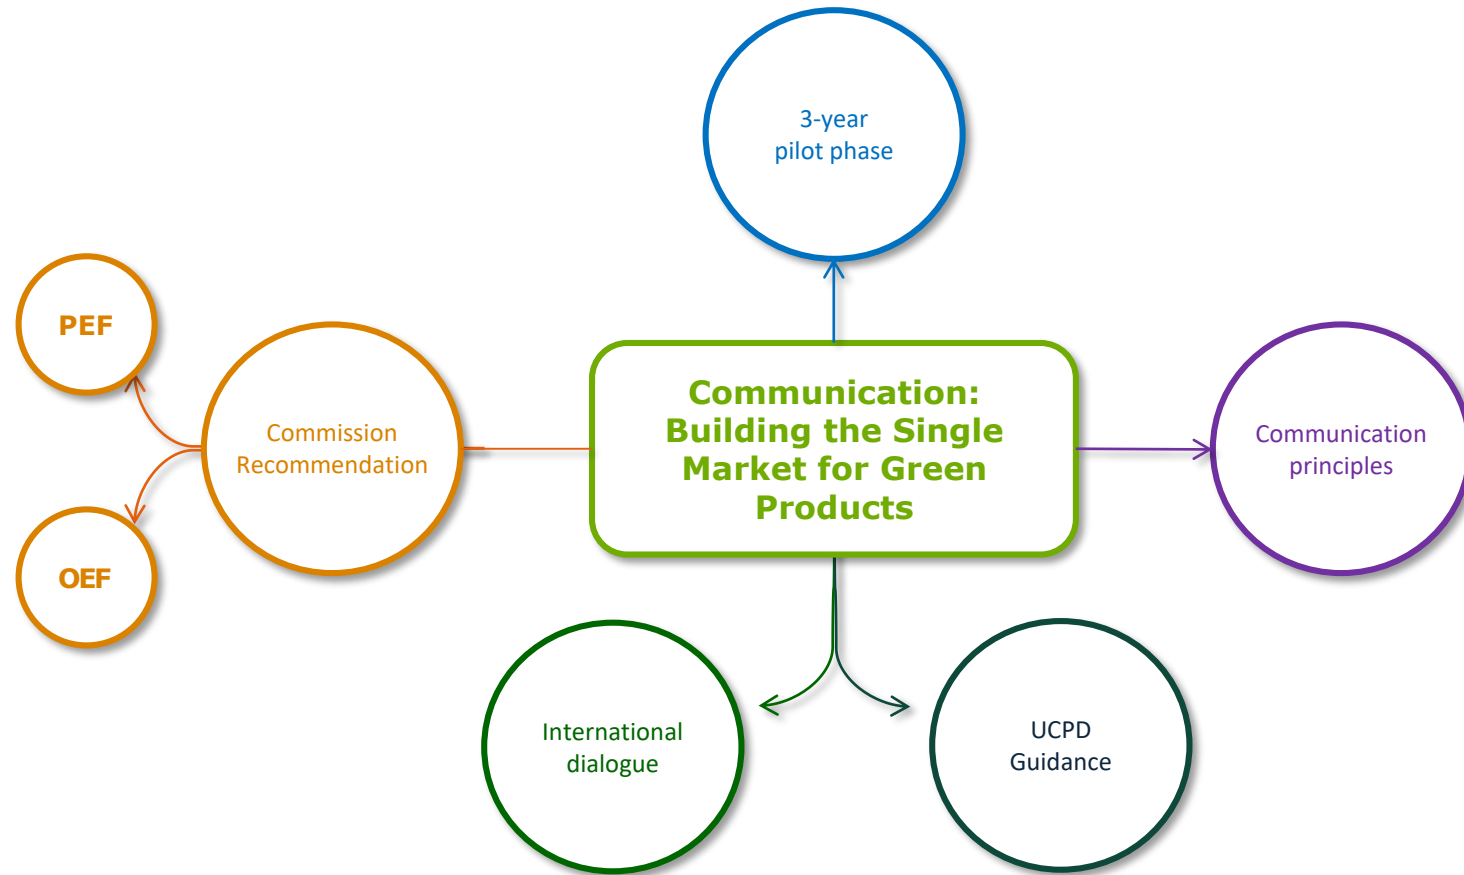 3-year
pilot phase
PEF
Commission
Recommendation
OEF
Communication:
Building the Single
Market for Green
Products
Communication
principles
International
dialogue
UCPD
Guidance